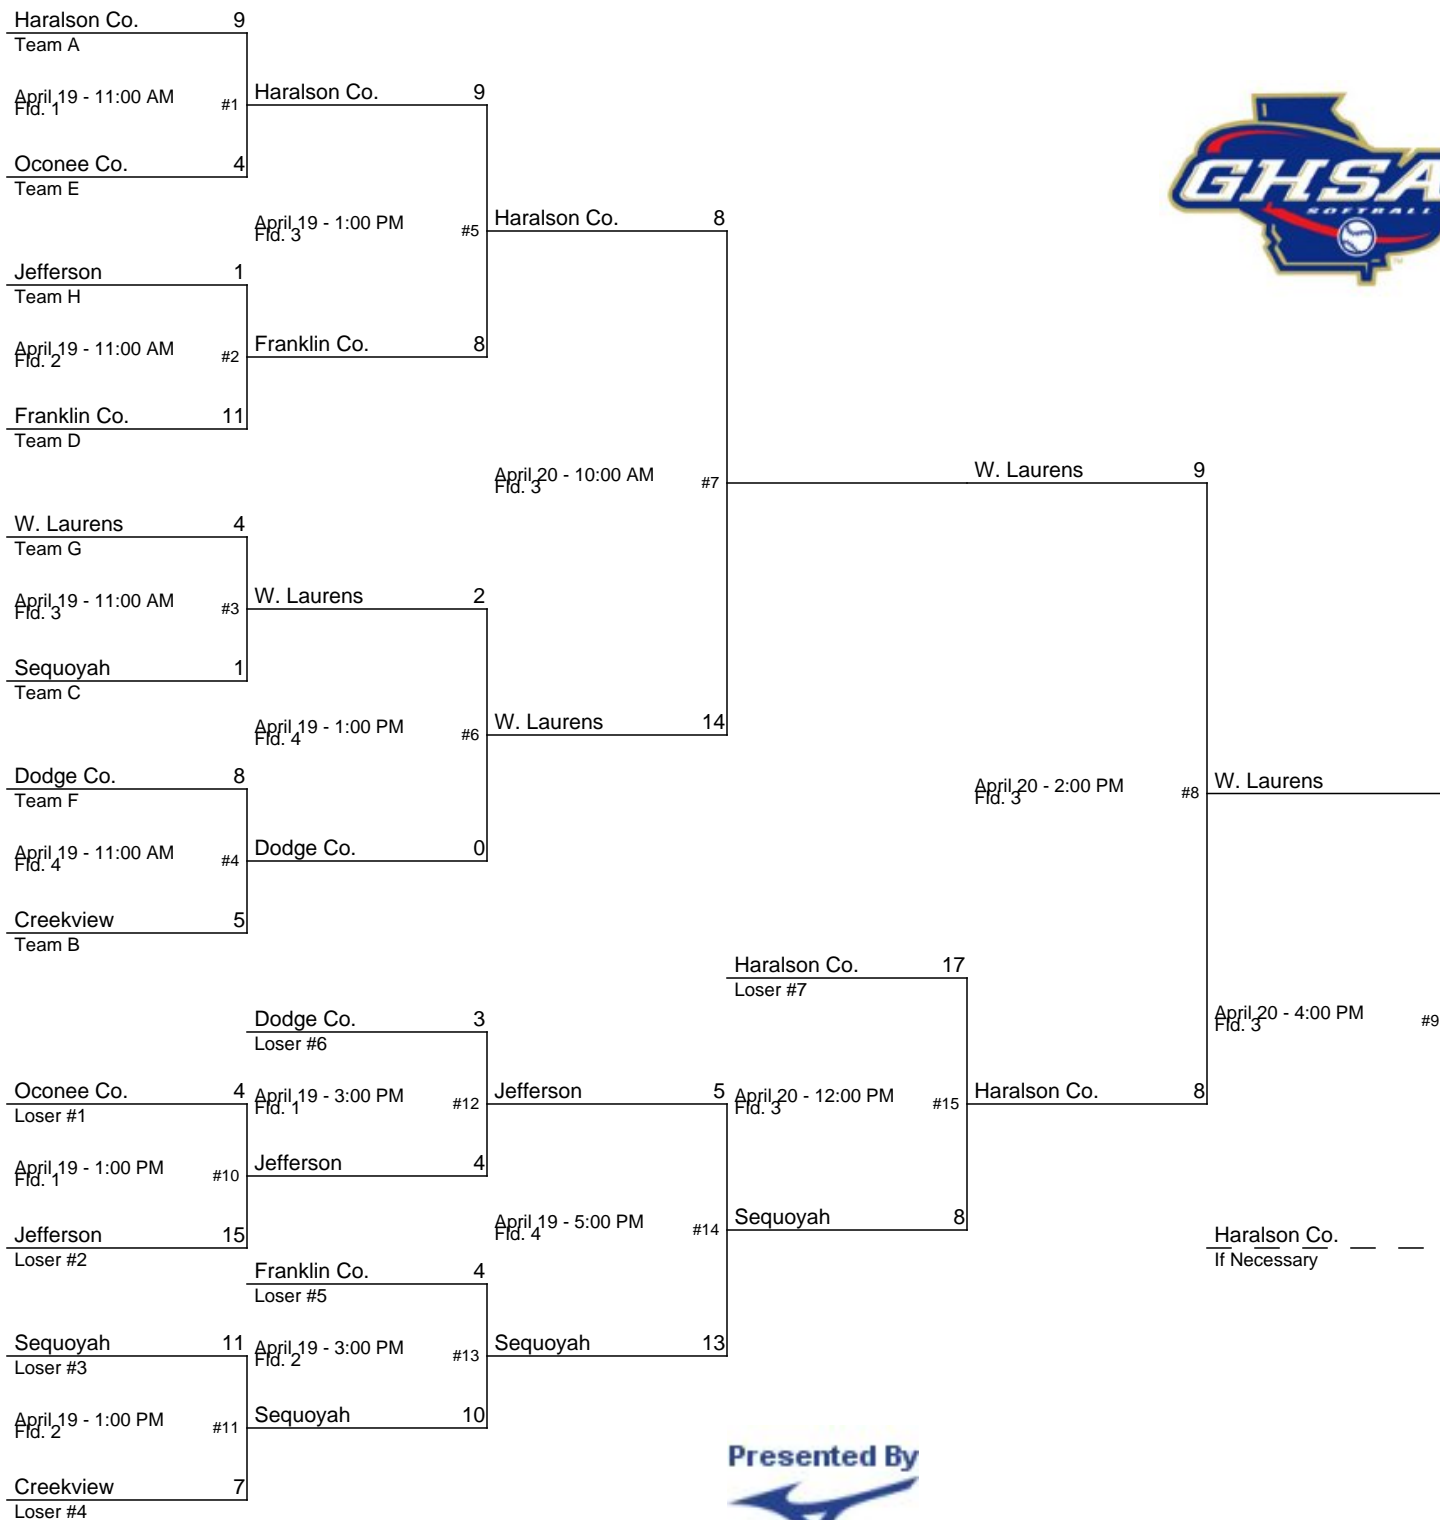 Haralson Co. 9
Team A
April 19 - 11:00 AM
Fld. 1
#1
Oconee Co. 4
Team E
Jefferson 1
Team H
April 19 - 11:00 AM
Fld. 2
#2
Franklin Co. 11
Team D
W. Laurens 4
Team G
April 19 - 11:00 AM
Fld. 3
#3
Sequoyah 1
Team C
Dodge Co. 8
Team F
April 19 - 11:00 AM
Fld. 4
#4
Creekview 5
Team B
Haralson Co. 9
April 19 - 1:00 PM
Fld. 3
#5
Franklin Co. 8
W. Laurens 2
April 19 - 1:00 PM
Fld. 4
#6
Dodge Co. 0
Haralson Co. 8
April 20 - 10:00 AM
Fld. 3
#7
W. Laurens 14
W. Laurens 9
April 20 - 2:00 PM
Fld. 3
#8
Haralson Co. 8
W. Laurens
April 20 - 4:00 PM
Fld. 3
#9
Haralson Co.
If Necessary
Oconee Co. 4
Loser #1
April 19 - 1:00 PM
Fld. 1
#10
Jefferson 15
Loser #2
Sequoyah 11
Loser #3
April 19 - 1:00 PM
Fld. 2
#11
Creekview 7
Loser #4
Dodge Co. 3
Loser #6
April 19 - 3:00 PM
Fld. 1
#12
Jefferson 4
Franklin Co. 4
Loser #5
April 19 - 3:00 PM
Fld. 2
#13
Sequoyah 10
Jefferson 5
April 19 - 5:00 PM
Fld. 4
#14
Sequoyah 13
Haralson Co. 17
Loser #7
April 20 - 12:00 PM
Fld. 3
#15
Sequoyah 8
GHSA
SOFTBALL
TM
Presented By